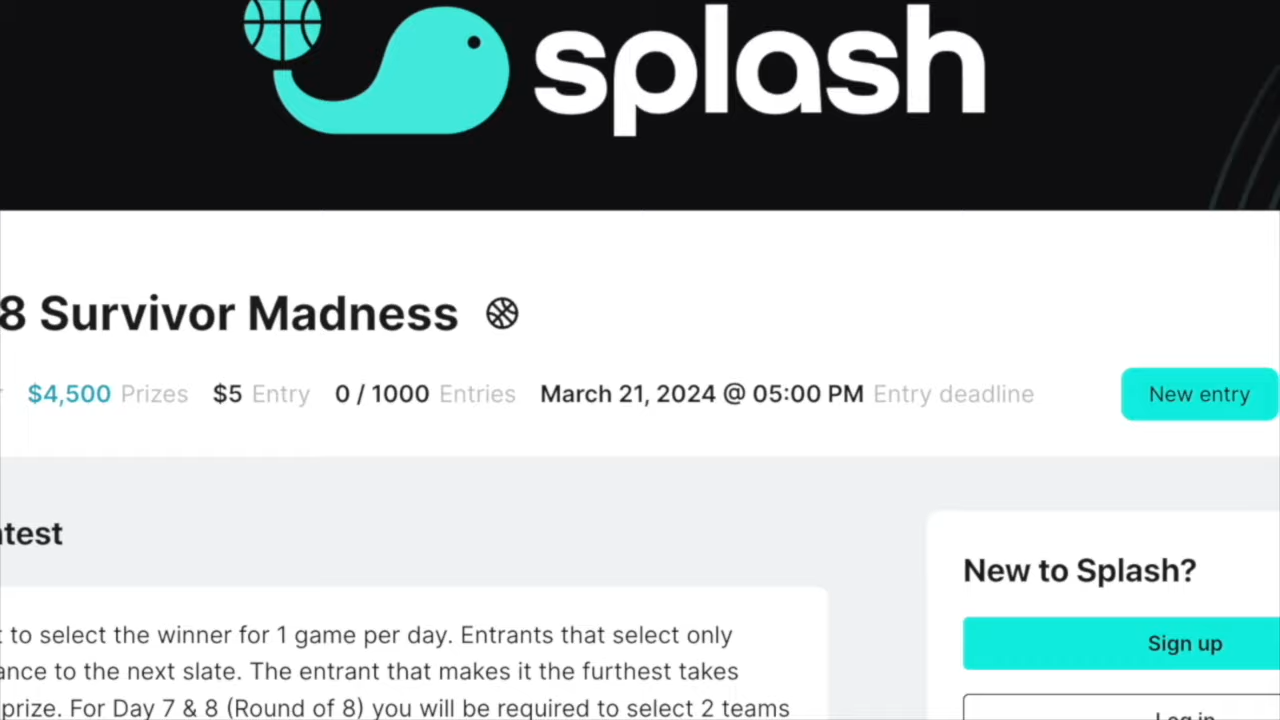 splash
8 Survivor Madness
$4,500 Prizes $5 Entry 0 / 1000 Entries March 21, 2024 @ 05:00 PM Entry deadline New entry
ntest
New to Splash?
t to select the winner for 1 game per day. Entrants that select only
Sign up
ance to the next slate. The entrant that makes it the furthest takes
prize. For Day 7 & 8 (Round of 8) you will be required to select 2 teams
Log in